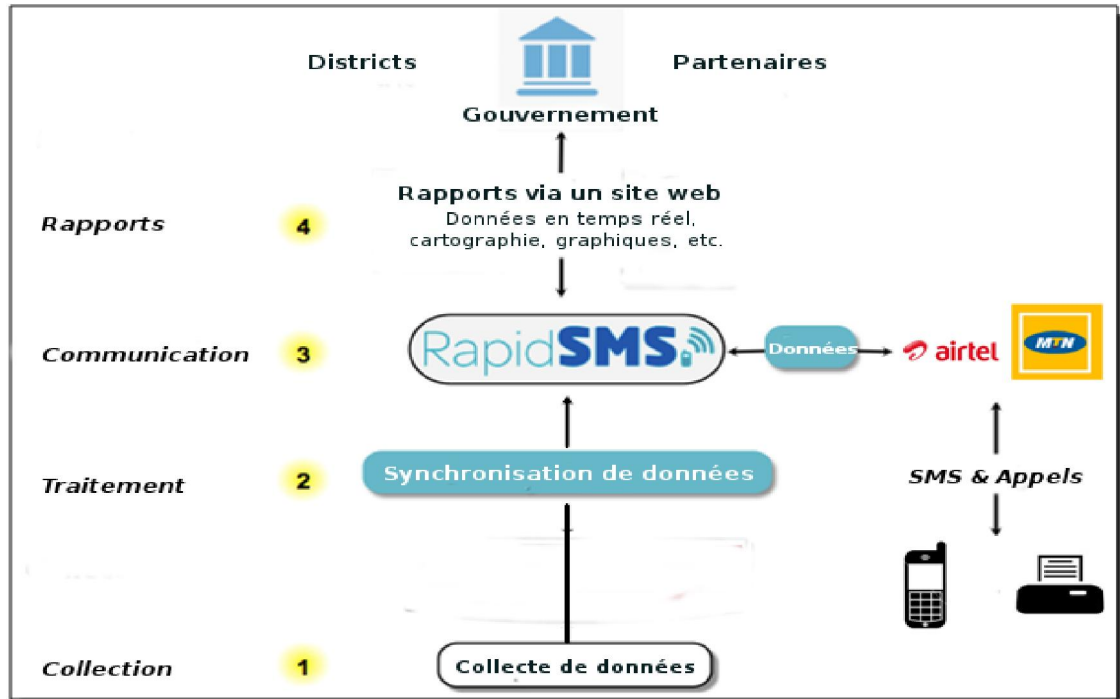 Districts
Partenaires
Gouvernement
Rapports via un site web
Données en temps réel,
cartographie, graphiques, etc.
Rapports
4
Communication
3
RapidSMS
Données
airtel
MTN
Traitement
2
Synchronisation de données
SMS & Appels
Collection
1
Collecte de données